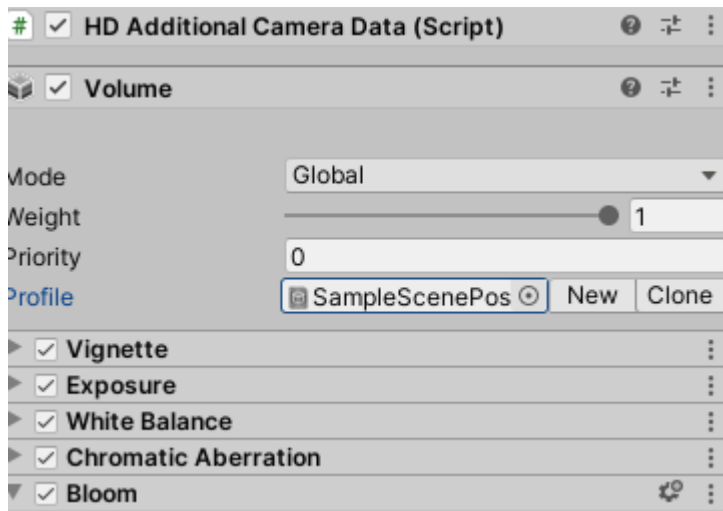 # HD Additional Camera Data (Script)
Volume
Mode Global
Weight 1
Priority 0
Profile SampleScenePos New Clone
Vignette
Exposure
White Balance
Chromatic Aberration
Bloom